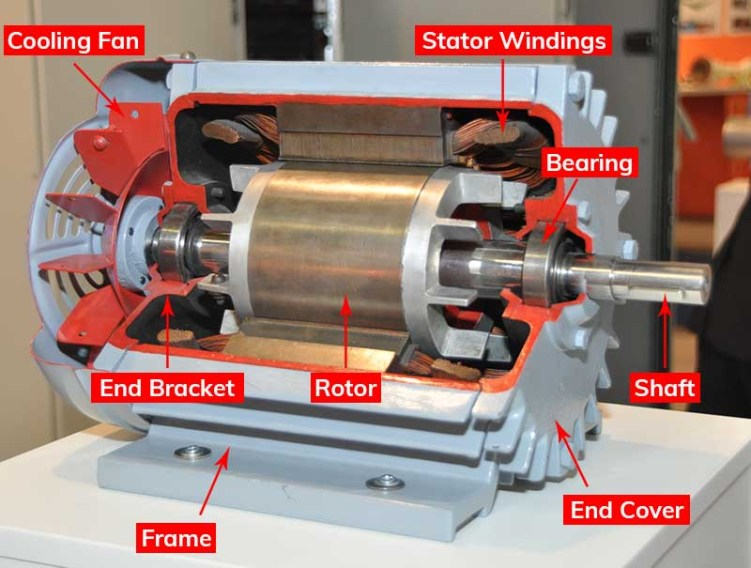 Cooling Fan
Stator Windings
Bearing
End Bracket
Rotor
Shaft
End Cover
Frame